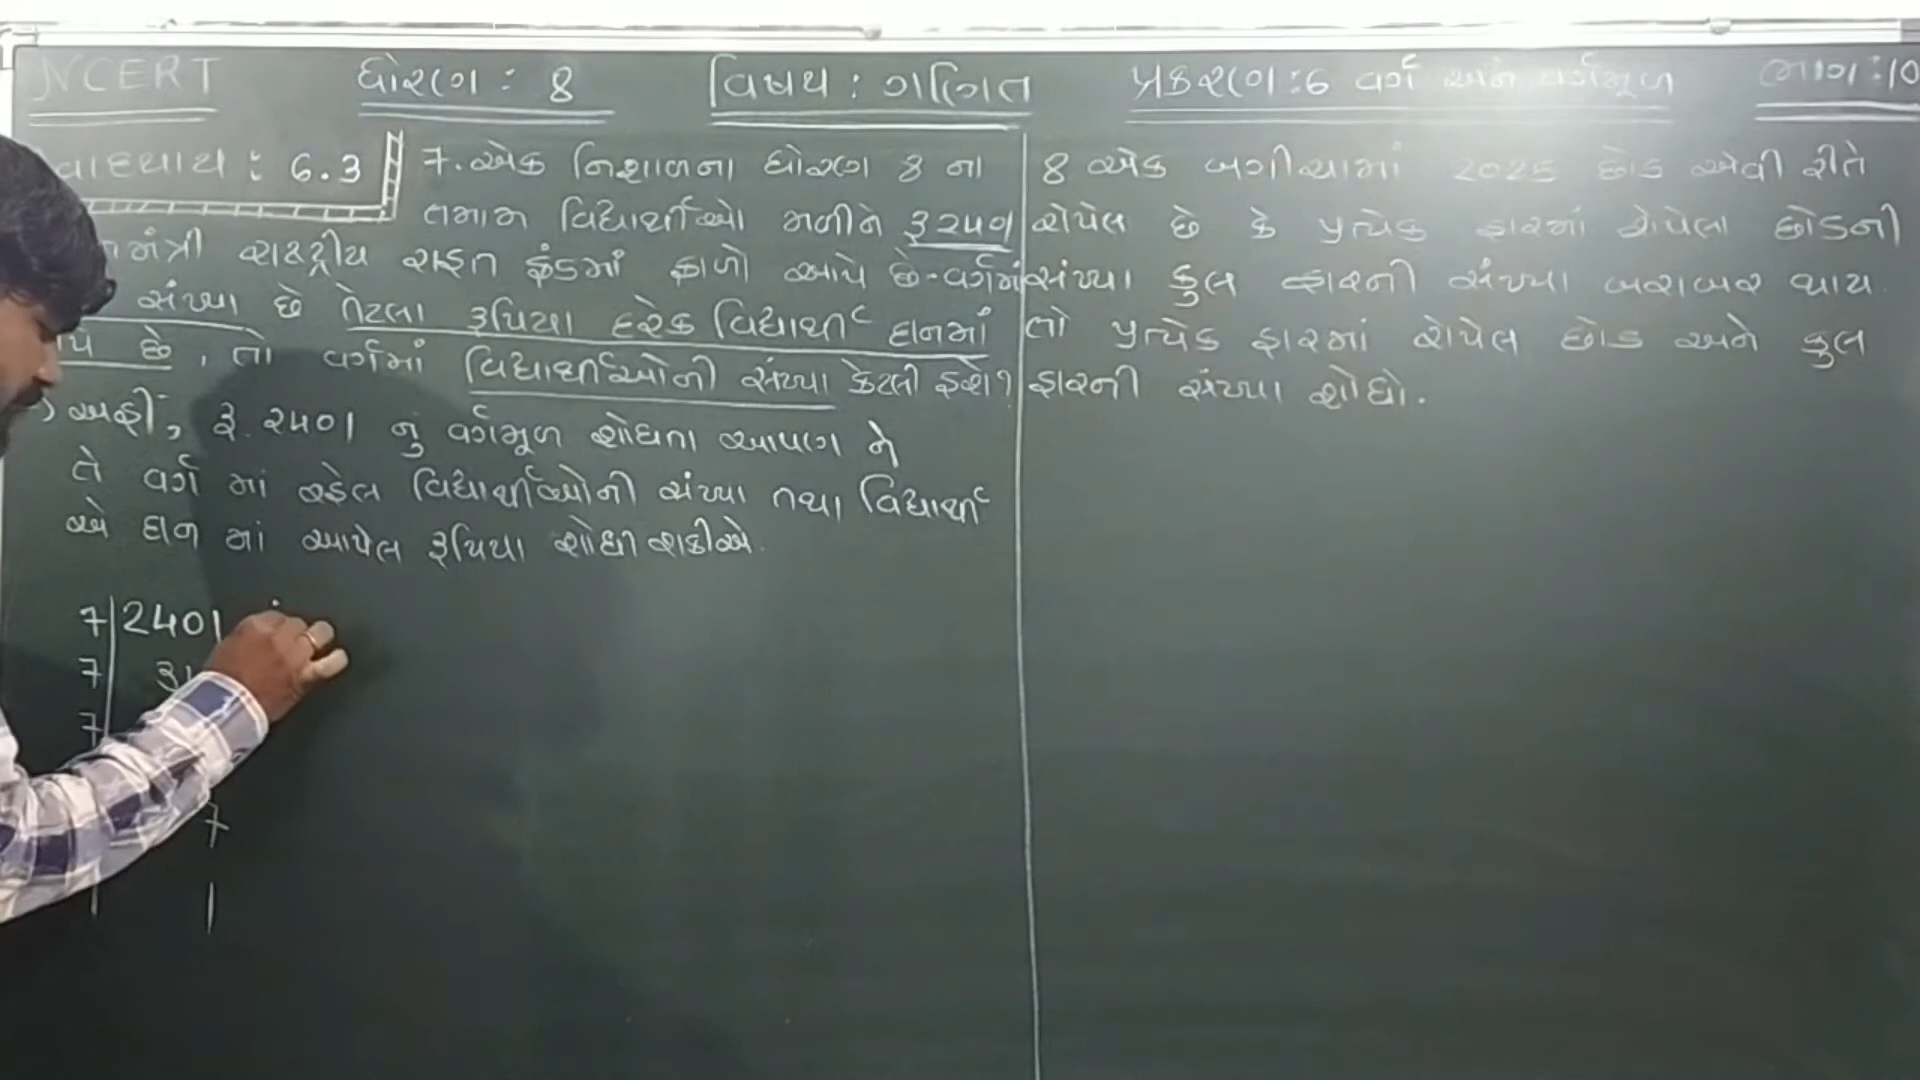 NCERT ધોરણ : 8 વિષય : ગણિત પ્રકરણ : 6 વર્ગ અને વર્ગમૂળ ભાગ : 10
વાધ્યાય : 6.3
7. એક નિશાળના ધોરણ 8 ના
તમામ વિદ્યાર્થીઓ મળીને રૂ 2401
મંત્રી રાષ્ટ્રીય રાહત ફંડમાં ફાળો આપે છે - વર્ગમાં
સંખ્યા છે તેટલા રૂપિયા દરેક વિદ્યાર્થી દાનમાં
પે છે, તો વર્ગમાં વિદ્યાર્થીઓની સંખ્યા કેટલી હશે?
) અહીં, રૂ. 2401 નું વર્ગમૂળ શોધતા આપણ ને
તે વર્ગ માં રહેલ વિદ્યાર્થીઓની સંખ્યા તથા વિદ્યાર્થી
એ દાન માં આપેલ રૂપિયા શોધી શકીએ.
7 2401
7
7
7
1
8 એક બગીચામાં 2025 છોડ એવી રીતે
રોપેલ છે કે પ્રત્યેક હારમાં રોપેલા છોડની
સંખ્યા કુલ હારની સંખ્યા બરાબર થાય
તો પ્રત્યેક હારમાં રોપેલ છોડ અને કુલ
હારની સંખ્યા શોધો.